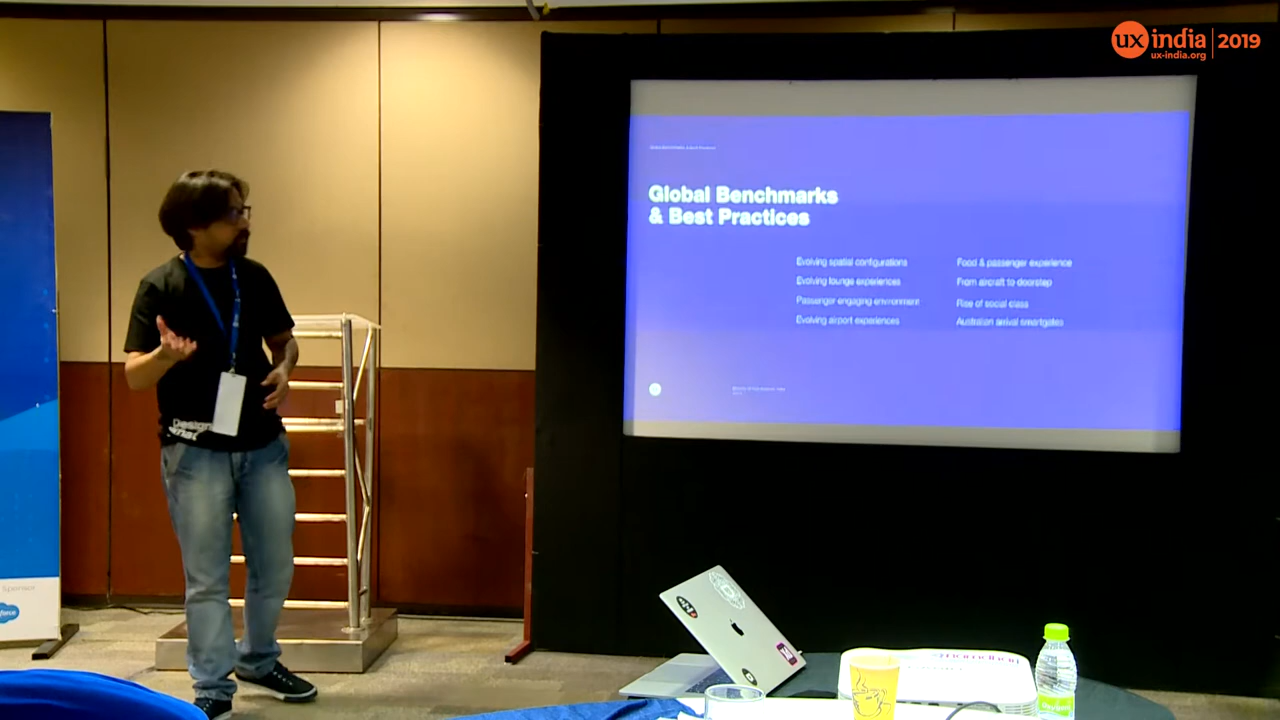 ux india | 2019
ux-india.org
Global Benchmarks
& Best Practices
Evolving spatial configurations
Evolving lounge experiences
Passenger engaging environment
Evolving airport experiences
Food & passenger experience
From aircraft to doorstep
Rise of social class
Australian arrival smartgates
Design
Sponsor